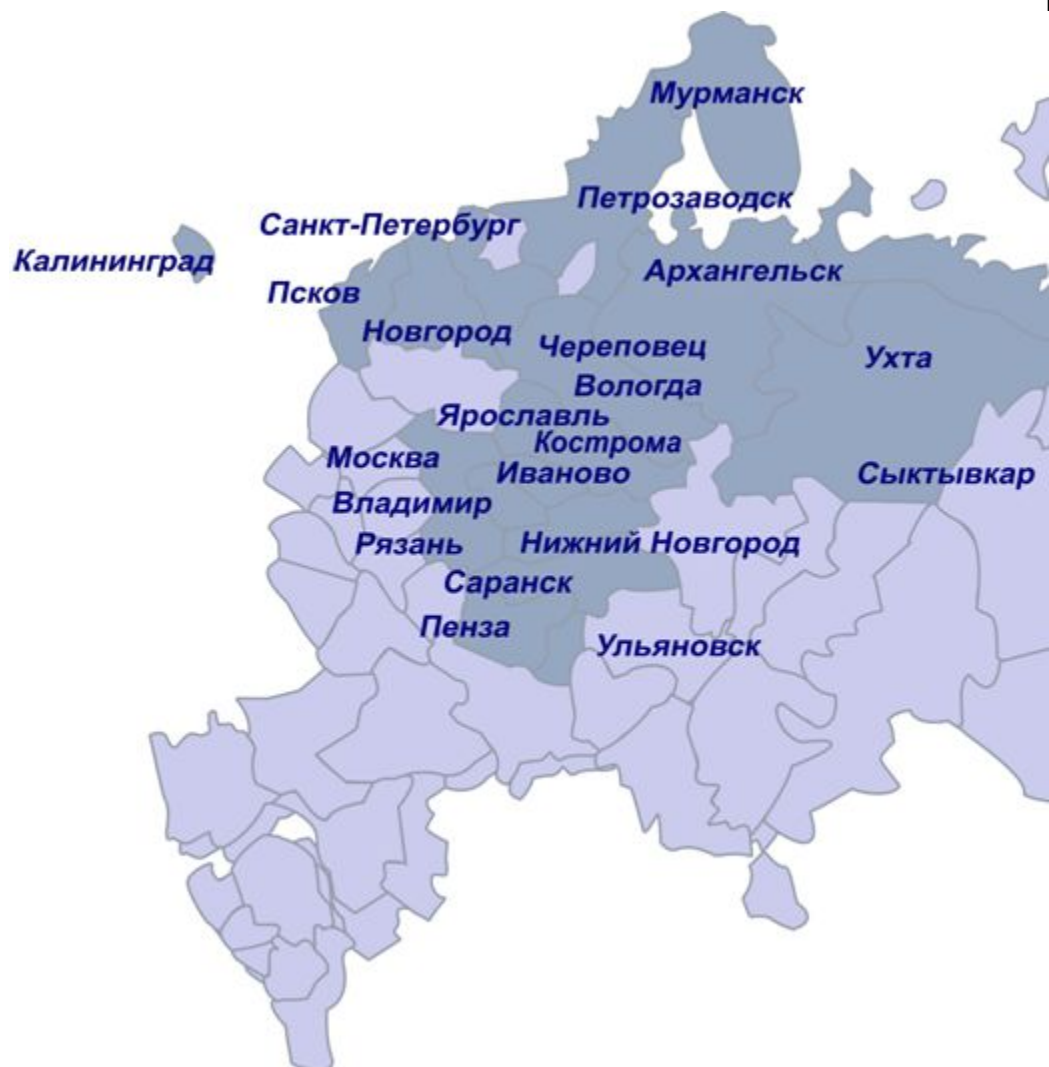 Мурманск
Петрозаводск
Санкт-Петербург
Калининград
Архангельск
Псков
Новгород
Череповец
Ухта
Вологда
Ярославль
Кострома
Москва
Иваново
Сыктывкар
Владимир
Рязань
Нижний Новгород
Саранск
Пенза
Ульяновск